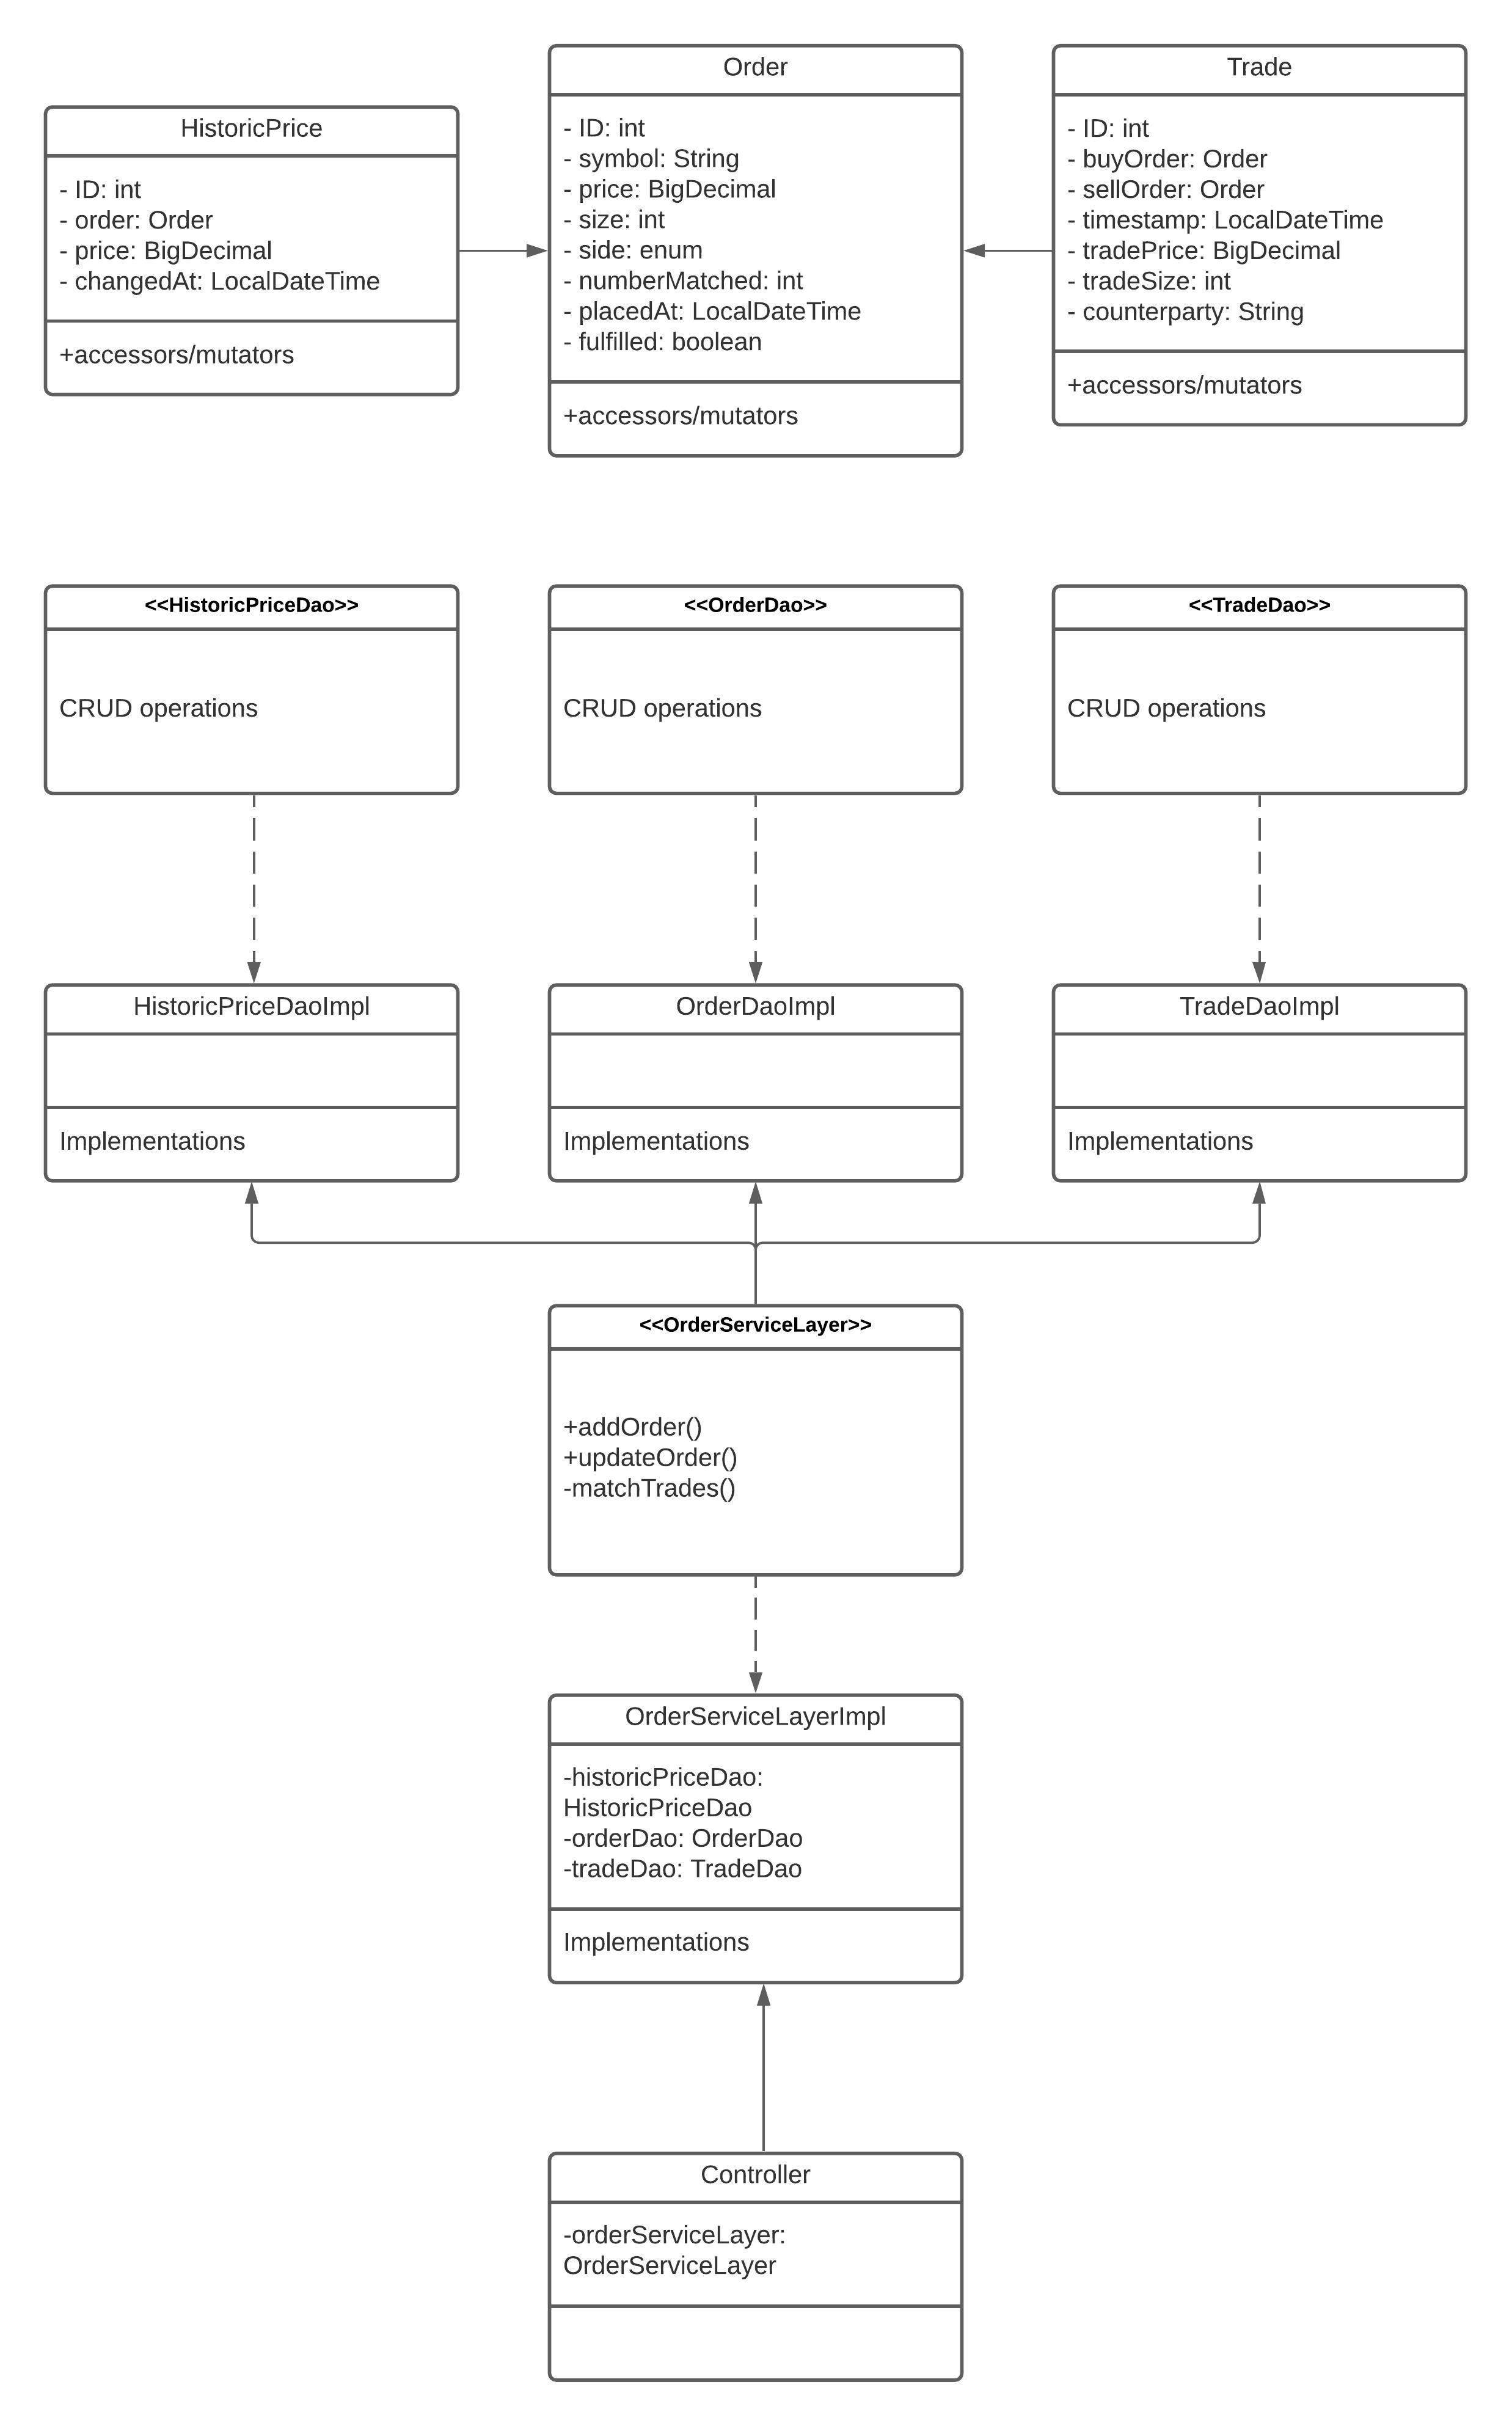 HistoricPrice
- ID: int
- order: Order
- price: BigDecimal
- changedAt: LocalDateTime
+accessors/mutators
Order
- ID: int
- symbol: String
- price: BigDecimal
- size: int
- side: enum
- numberMatched: int
- placedAt: LocalDateTime
- fulfilled: boolean
+accessors/mutators
Trade
- ID: int
- buyOrder: Order
- sellOrder: Order
- timestamp: LocalDateTime
- tradePrice: BigDecimal
- tradeSize: int
- counterparty: String
+accessors/mutators
<<HistoricPriceDao>>
CRUD operations
<<OrderDao>>
CRUD operations
<<TradeDao>>
CRUD operations
HistoricPriceDaoImpl
Implementations
OrderDaoImpl
Implementations
TradeDaoImpl
Implementations
<<OrderServiceLayer>>
+addOrder()
+updateOrder()
-matchTrades()
OrderServiceLayerImpl
-historicPriceDao:
HistoricPriceDao
-orderDao: OrderDao
-tradeDao: TradeDao
Implementations
Controller
-orderServiceLayer:
OrderServiceLayer